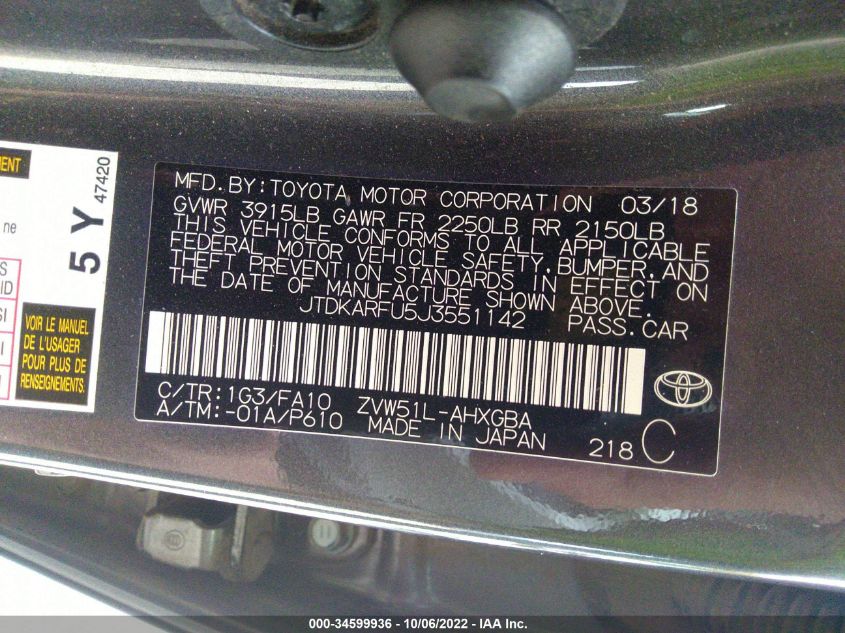 MFD.BY:TOYOTA MOTOR CORPORATION 03/18
GVWR 3915LB GAWR FR 2250LB RR 2150LB
THIS VEHICLE CONFORMS TO ALL APPLICABLE
FEDERAL MOTOR VEHICLE SAFETY,BUMPER,AND
THEFT PREVENTION STANDARDS IN EFFECT ON
THE DATE OF MANUFACTURE SHOWN ABOVE.
JTDKARFU5J3551142 PASS.CAR
C/TR:1G3/FA10 ZVW51L-AHXGBA
A/TM:-01A/P610 MADE IN JAPAN 218 C
5 Y
47420
ne
VOIR LE MANUEL
DE L'USAGER
POUR PLUS DE
RENSEIGNEMENTS.
000-34599936 - 10/06/2022 - IAA Inc.